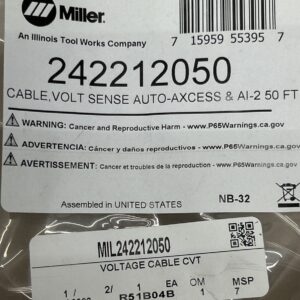 Miller.
An Illinois Tool Works Company
7 15959 55395 7
242212050
CABLE,VOLT SENSE AUTO-AXCESS & AI-2 50 FT
WARNING: Cancer and Reproductive Harm - www.P65Warnings.ca.gov
ADVERTENCIA: Cáncer y daños reproductivos - www.P65Warnings.ca.gov
AVERTISSEMENT: Cancer et troubles de la reproduction - www.P65Warnings.ca.gov
Assembled in UNITED STATES NB-32
MIL242212050
VOLTAGE CABLE CVT
1 / 2/ 1 EA OM MSP
R51B04B 1 7